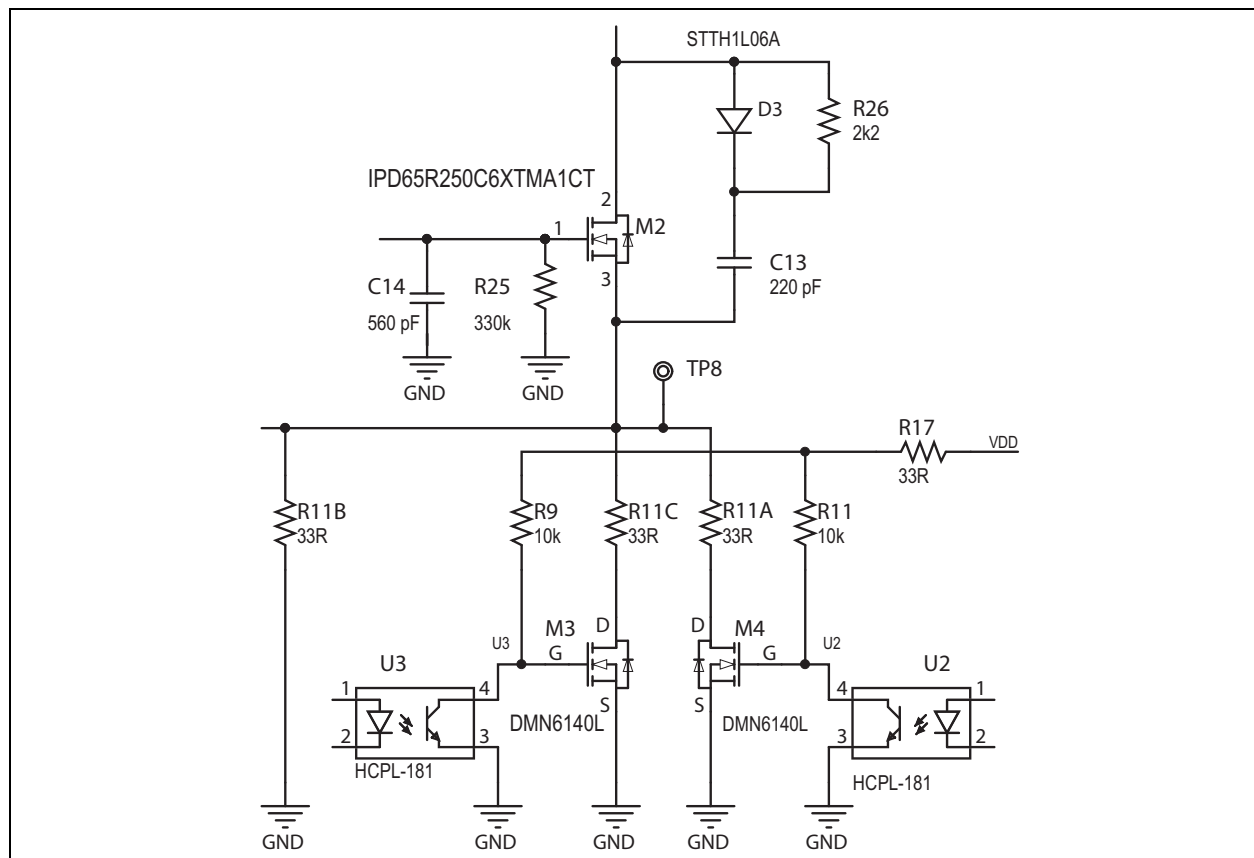 STTH1L06A
D3
R26
2k2
IPD65R250C6XTMA1CT
2
1
M2
3
C14
560 pF
R25
330k
C13
220 pF
GND
GND
TP8
R17
33R
VDD
R11B
33R
R9
10k
R11C
33R
R11A
33R
R11
10k
U3
M3
D
G
S
D
M4
G
S
U2
U3
1
2
4
3
HCPL-181
DMN6140L
DMN6140L
U2
4
3
1
2
HCPL-181
GND
GND
GND
GND
GND